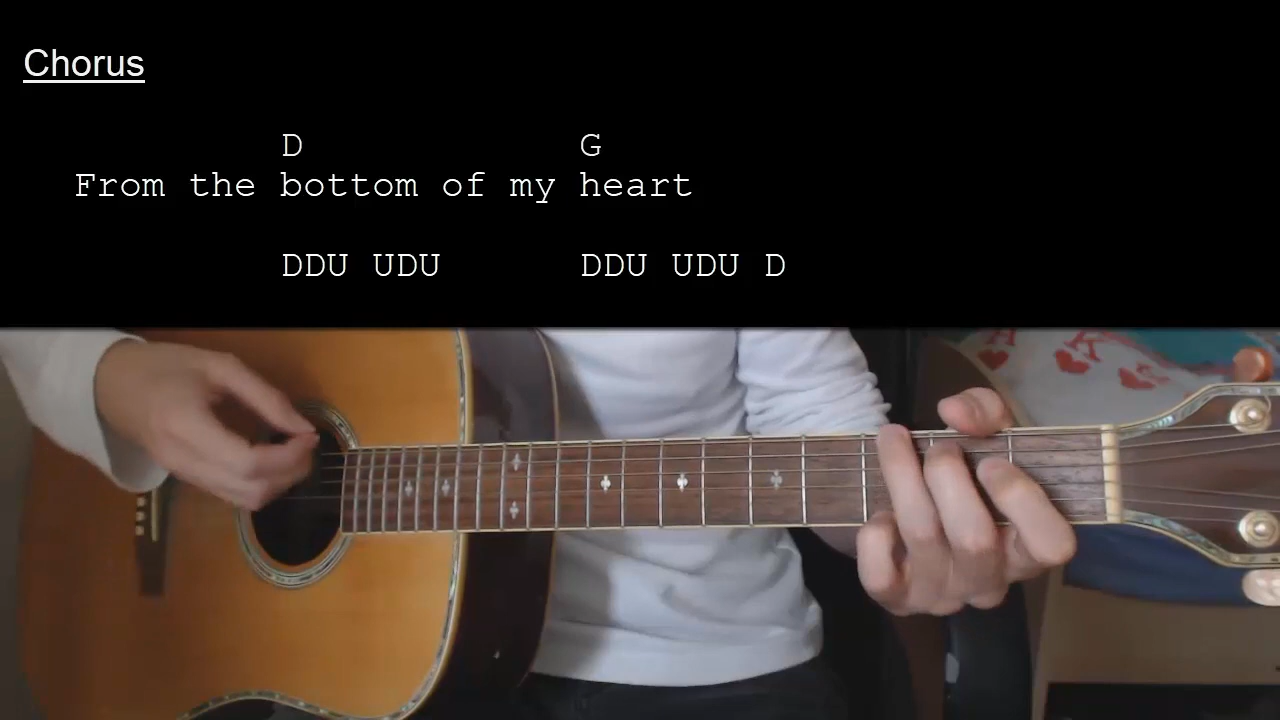 Chorus
D G
From the bottom of my heart
DDU UDU DDU UDU D
A K